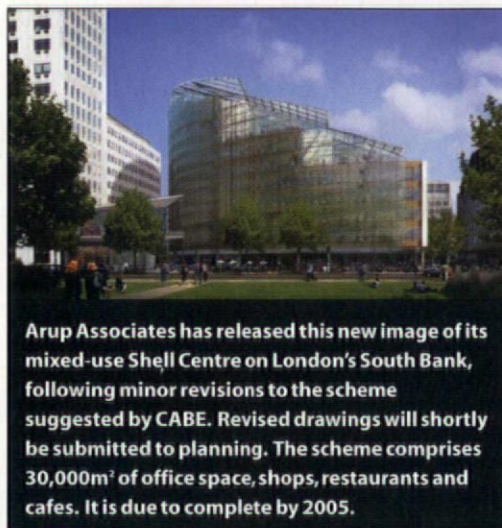 Arup Associates has released this new image of its
mixed-use Shell Centre on London's South Bank,
following minor revisions to the scheme
suggested by CABE. Revised drawings will shortly
be submitted to planning. The scheme comprises
30,000m² of office space, shops, restaurants and
cafes. It is due to complete by 2005.